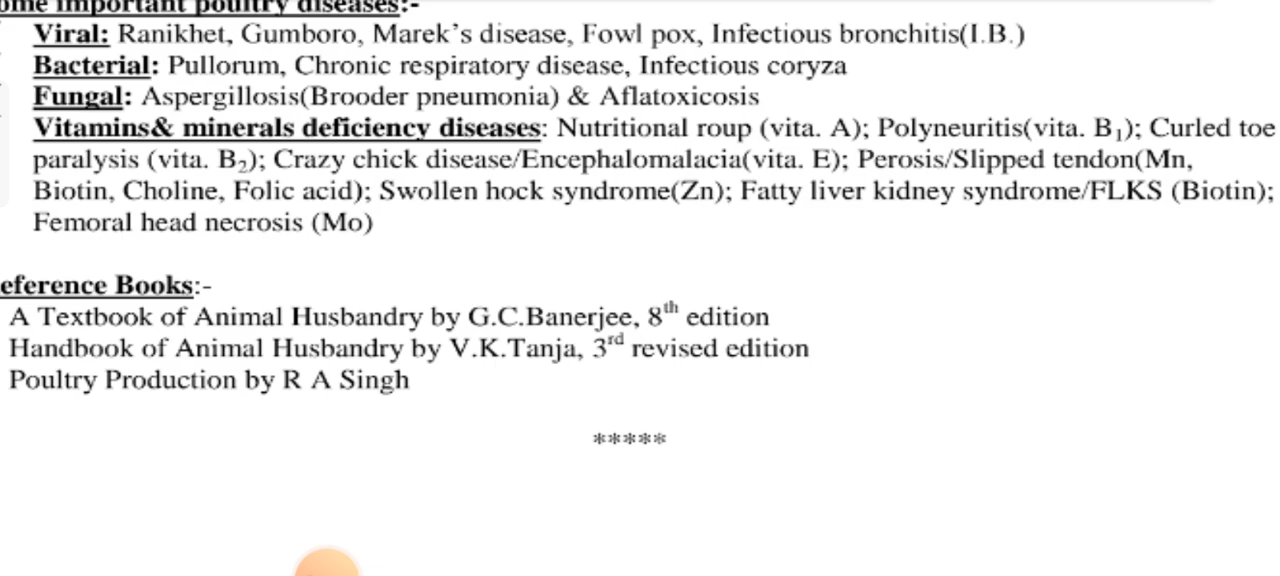 ome important poultry diseases:-
Viral: Ranikhet, Gumboro, Marek’s disease, Fowl pox, Infectious bronchitis(I.B.)
Bacterial: Pullorum, Chronic respiratory disease, Infectious coryza
Fungal: Aspergillosis(Brooder pneumonia) & Aflatoxicosis
Vitamins& minerals deficiency diseases: Nutritional roup (vita. A); Polyneuritis(vita. B₁); Curled toe
paralysis (vita. B₂); Crazy chick disease/Encephalomalacia(vita. E); Perosis/Slipped tendon(Mn,
Biotin, Choline, Folic acid); Swollen hock syndrome(Zn); Fatty liver kidney syndrome/FLKS (Biotin);
Femoral head necrosis (Mo)
eference Books:-
A Textbook of Animal Husbandry by G.C.Banerjee, 8th edition
Handbook of Animal Husbandry by V.K.Tanja, 3rd revised edition
Poultry Production by R A Singh
*****